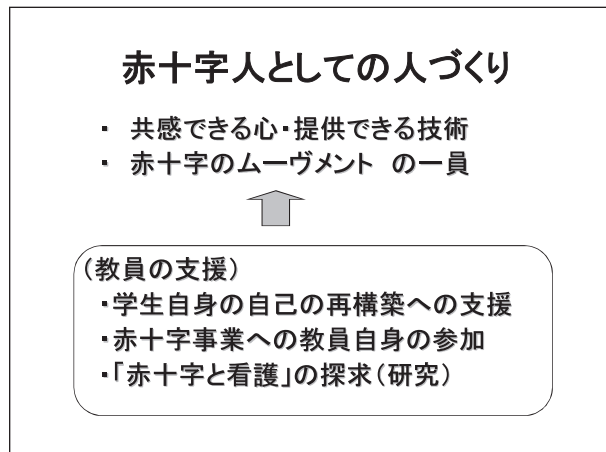 赤十字人としての人づくり
・ 共感できる心・提供できる技術
・ 赤十字のムーヴメント の一員
(教員の支援)
・学生自身の自己の再構築への支援
・赤十字事業への教員自身の参加
・「赤十字と看護」の探求(研究)